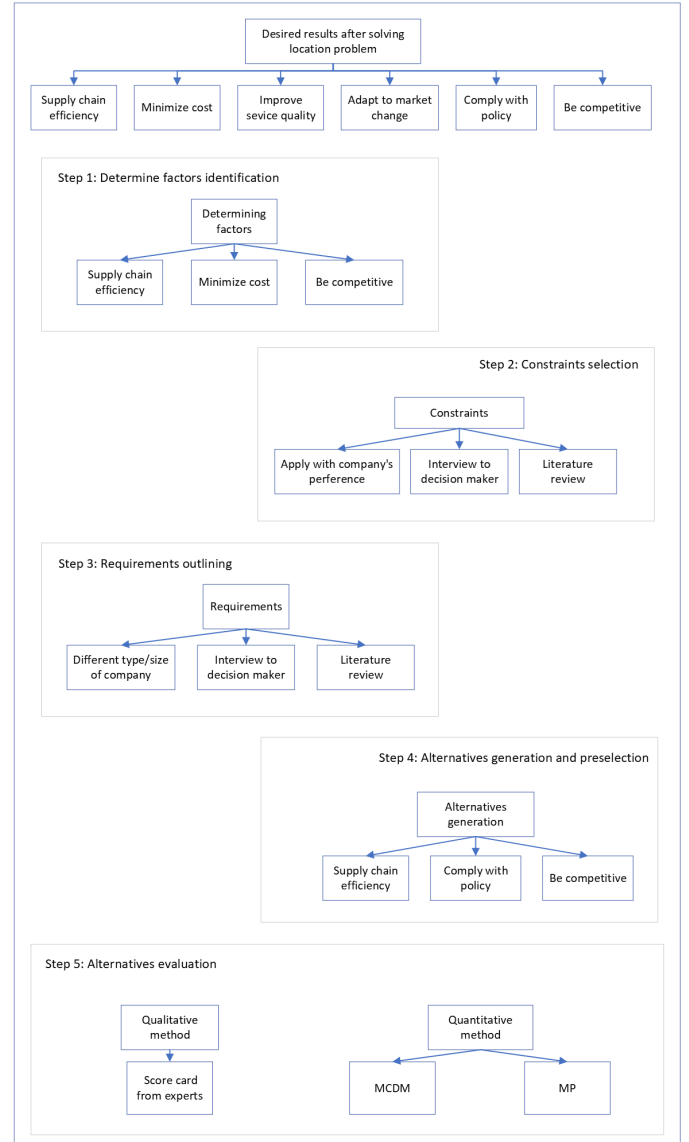 Desired results after solving
location problem
Supply chain
efficiency
Minimize cost
Improve
sevice quality
Adapt to market
change
Comply with
policy
Be competitive
Step 1: Determine factors identification
Determining
factors
Supply chain
efficiency
Minimize cost
Be competitive
Step 2: Constraints selection
Constraints
Apply with company's
perference
Interview to
decision maker
Literature
review
Step 3: Requirements outlining
Requirements
Different type/size
of company
Interview to
decision maker
Literature
review
Step 4: Alternatives generation and preselection
Alternatives
generation
Supply chain
efficiency
Comply with
policy
Be competitive
Step 5: Alternatives evaluation
Qualitative
method
Score card
from experts
Quantitative
method
MCDM
MP